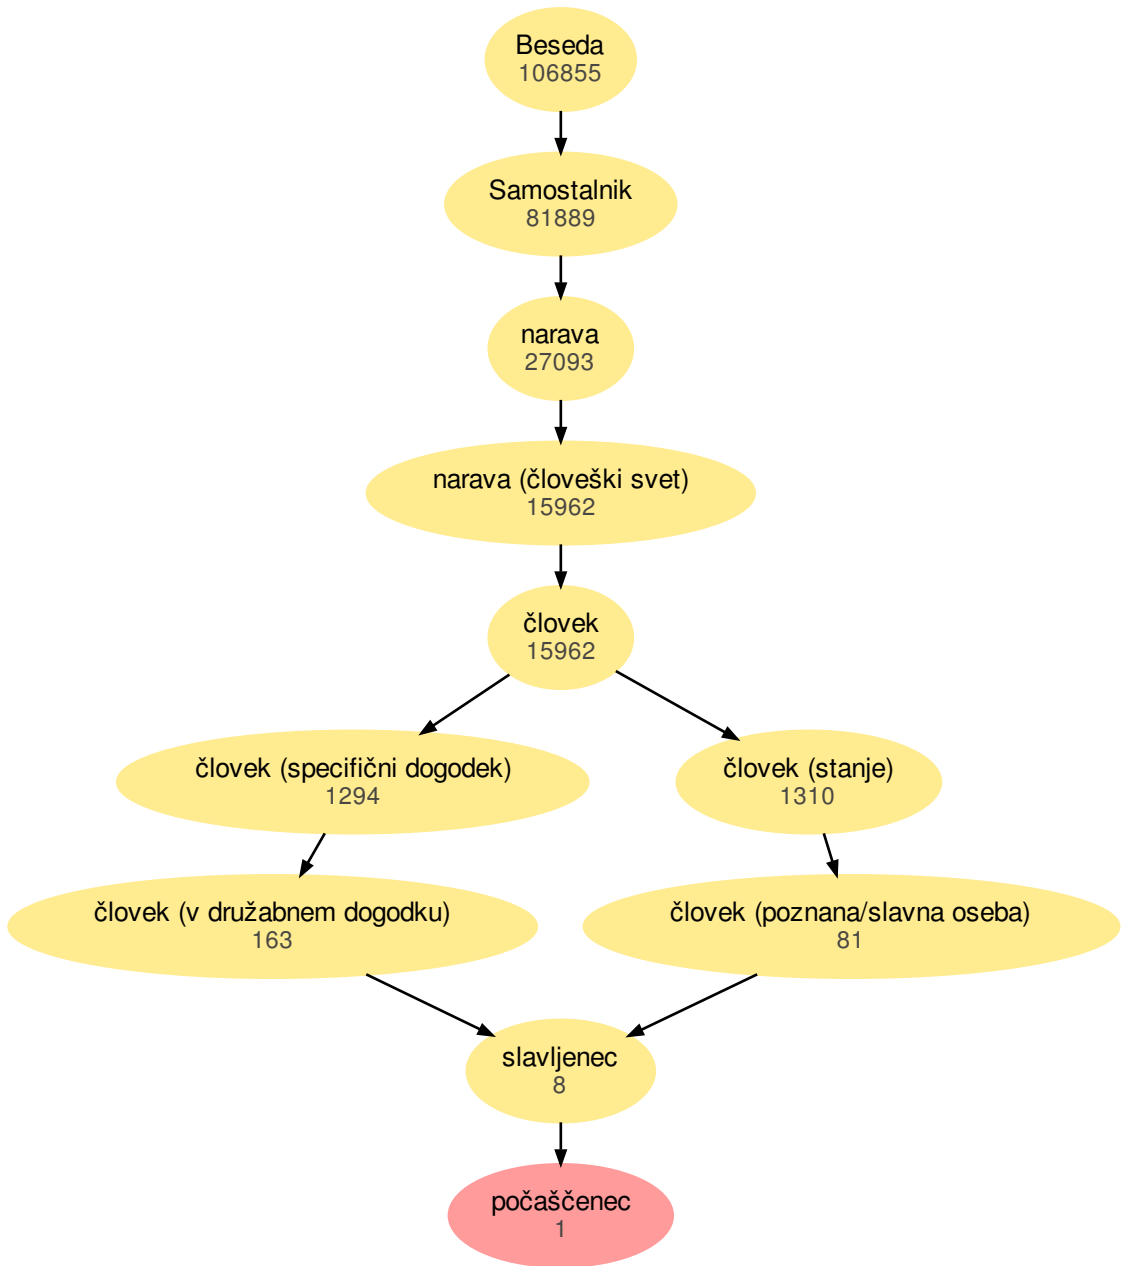 Beseda
106855
Samostalnik
81889
narava
27093
narava (človeški svet)
15962
človek
15962
človek (specifični dogodek)
1294
človek (stanje)
1310
človek (v družabnem dogodku)
163
človek (poznana/slavna oseba)
81
slavljenec
8
počaščenec
1